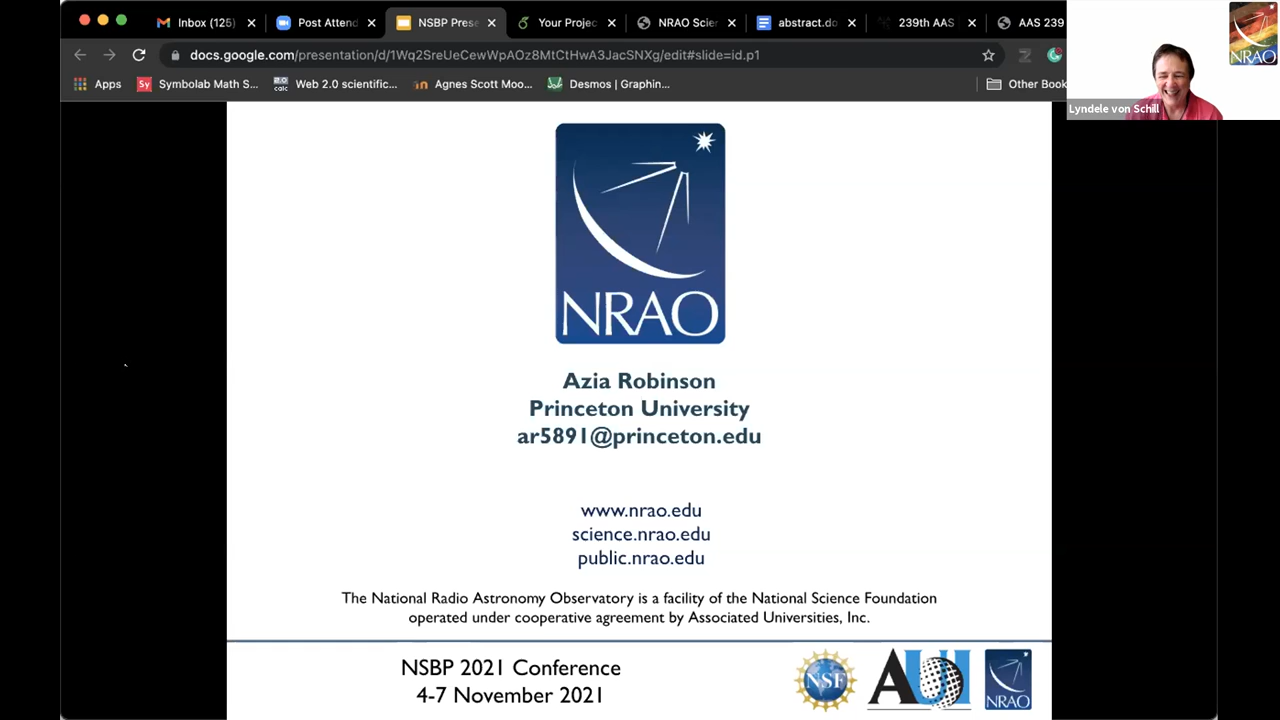 Inbox (125)
Post Attend
NSBP Prese
Your Projec
NRAO Scier
abstract.do
239th AAS
AAS 239
docs.google.com/presentation/d/1Wq2SreUeCewWpAOz8MtCtHwA3JacSNXg/edit#slide=id.p1
Apps
Sy
Symbolab Math S...
Web 2.0 scientific...
Agnes Scott Moo...
Desmos | Graphin...
Other Book
NRAO
Lyndele von Schill
NRAO
Azia Robinson
Princeton University
ar5891@princeton.edu
www.nrao.edu
science.nrao.edu
public.nrao.edu
The National Radio Astronomy Observatory is a facility of the National Science Foundation
operated under cooperative agreement by Associated Universities, Inc.
NSBP 2021 Conference
4-7 November 2021
NSF
AUI
NRAO